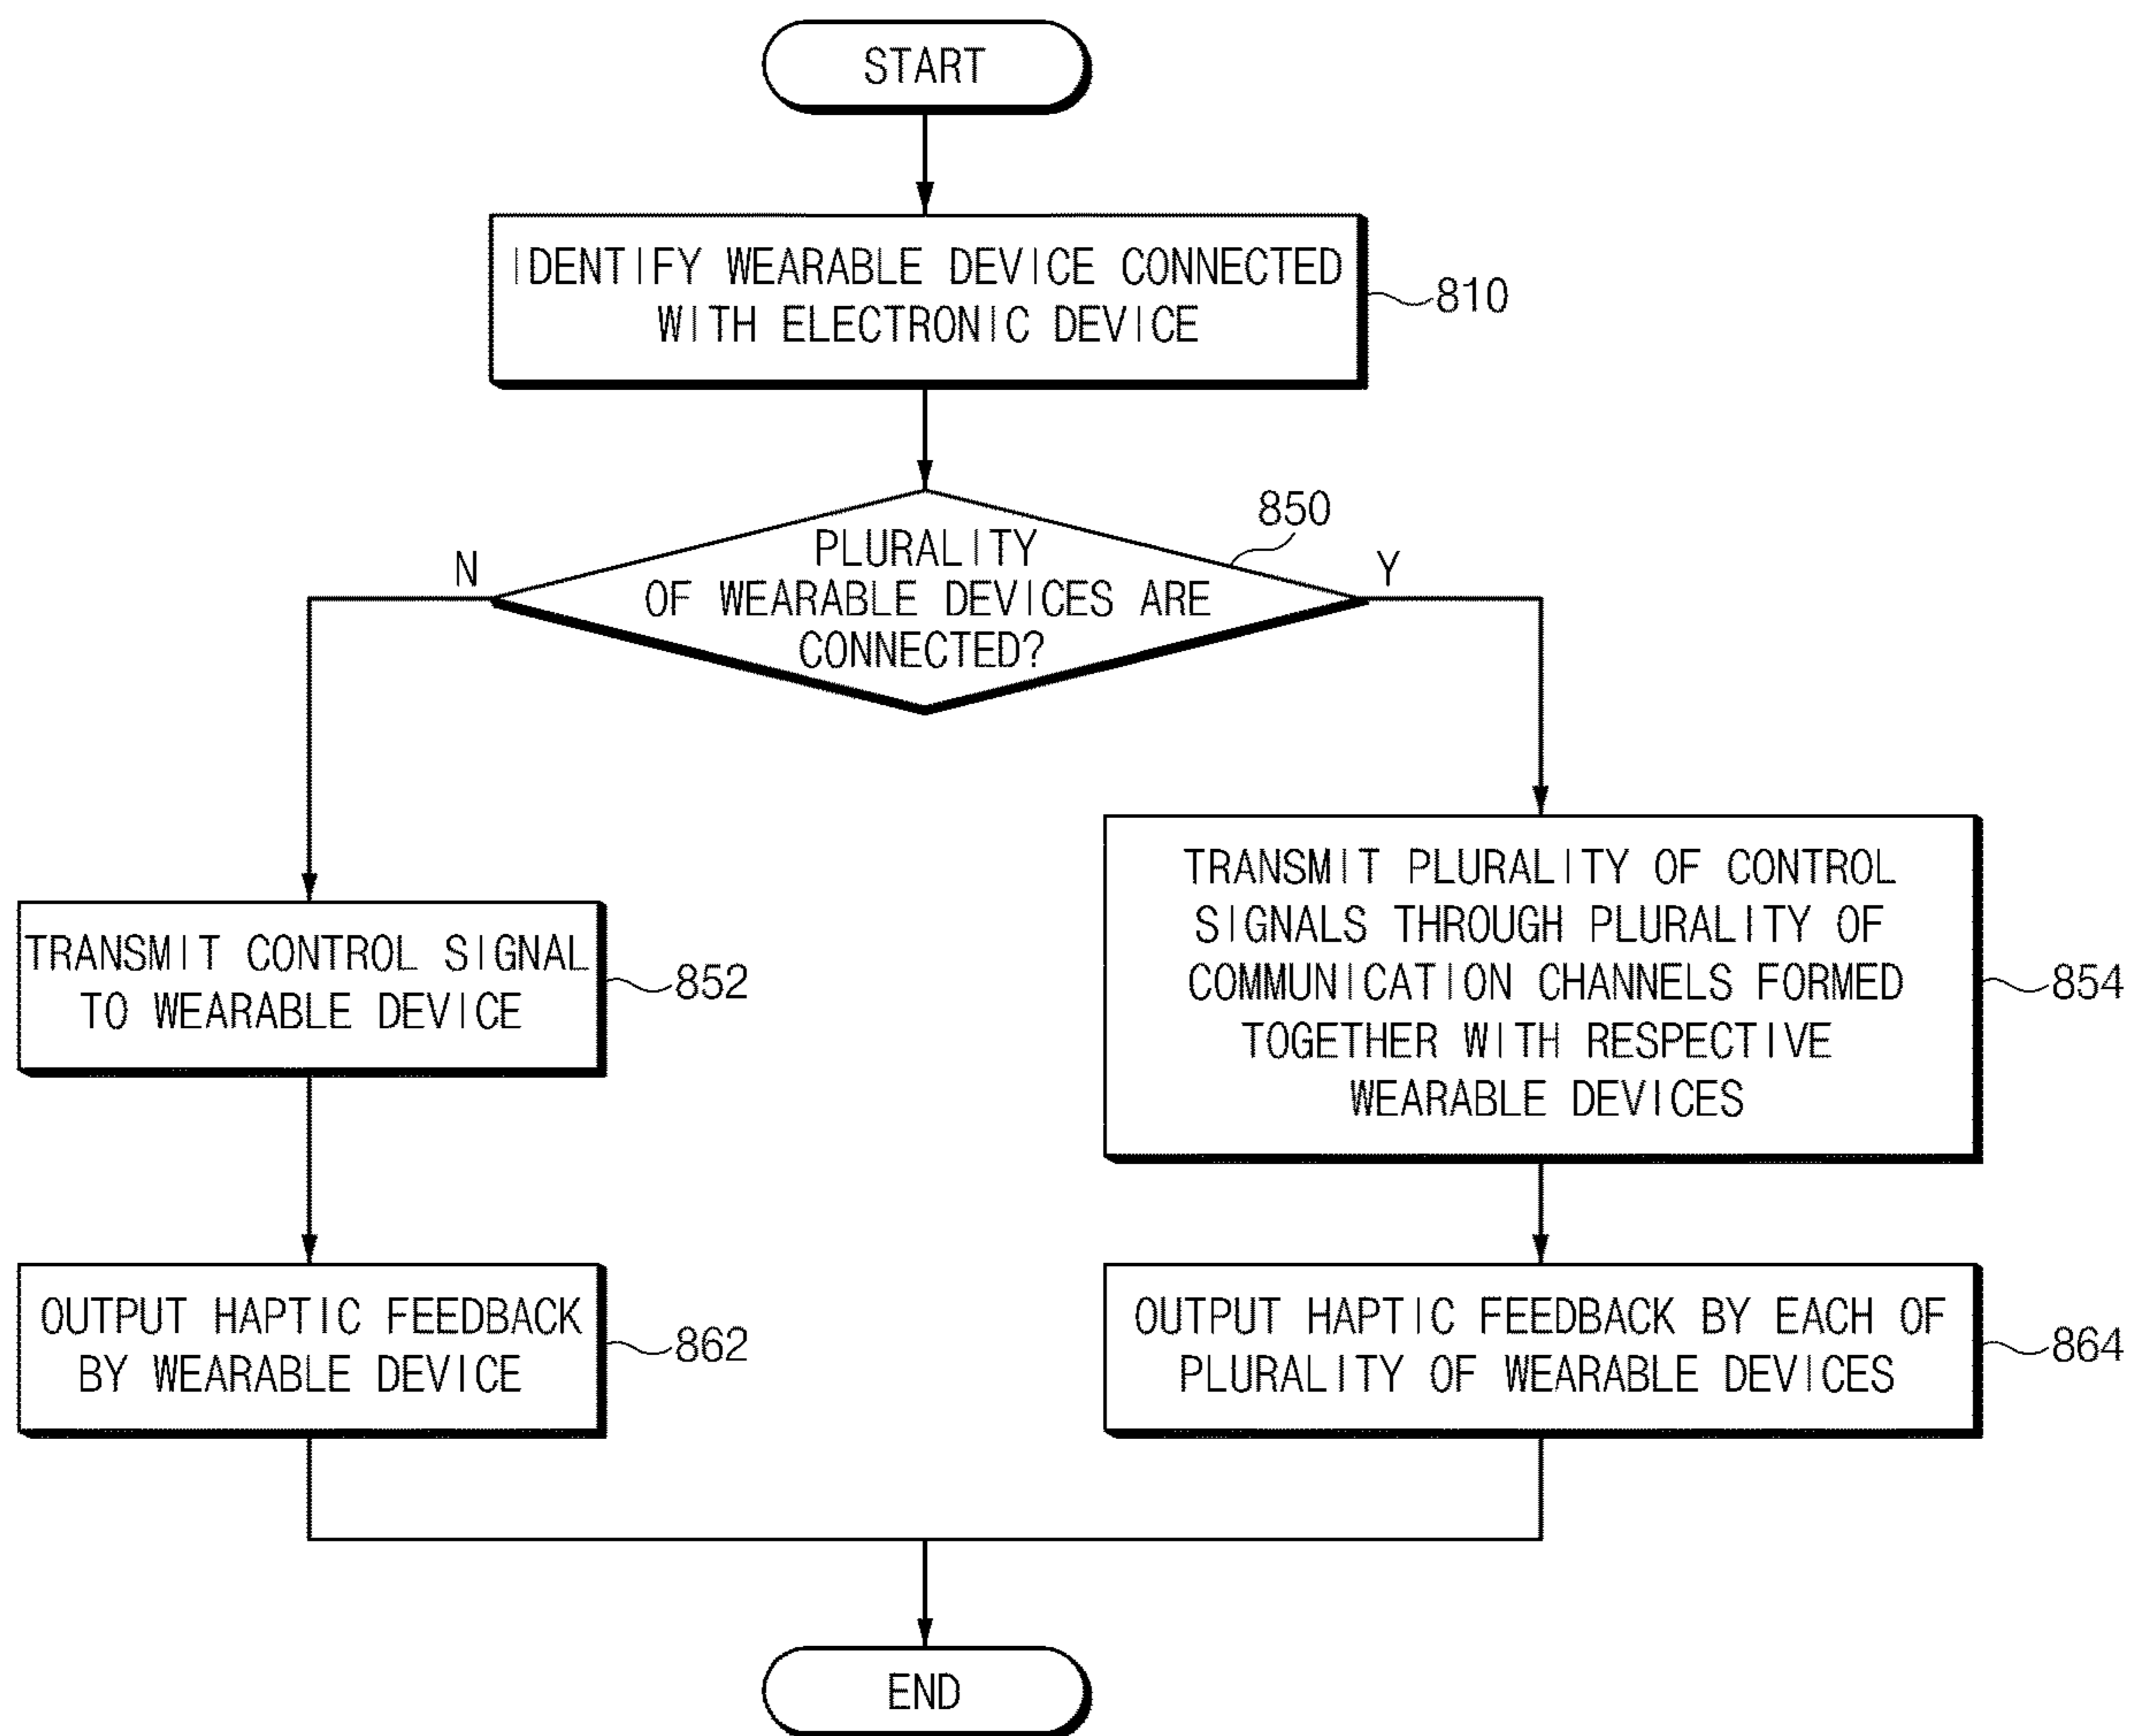 START
IDENTIFY WEARABLE DEVICE CONNECTED
WITH ELECTRONIC DEVICE
810
850
PLURALITY
OF WEARABLE DEVICES ARE
CONNECTED?
N
Y
TRANSMIT CONTROL SIGNAL
TO WEARABLE DEVICE
852
TRANSMIT PLURALITY OF CONTROL
SIGNALS THROUGH PLURALITY OF
COMMUNICATION CHANNELS FORMED
TOGETHER WITH RESPECTIVE
WEARABLE DEVICES
854
OUTPUT HAPTIC FEEDBACK
BY WEARABLE DEVICE
862
OUTPUT HAPTIC FEEDBACK BY EACH OF
PLURALITY OF WEARABLE DEVICES
864
END